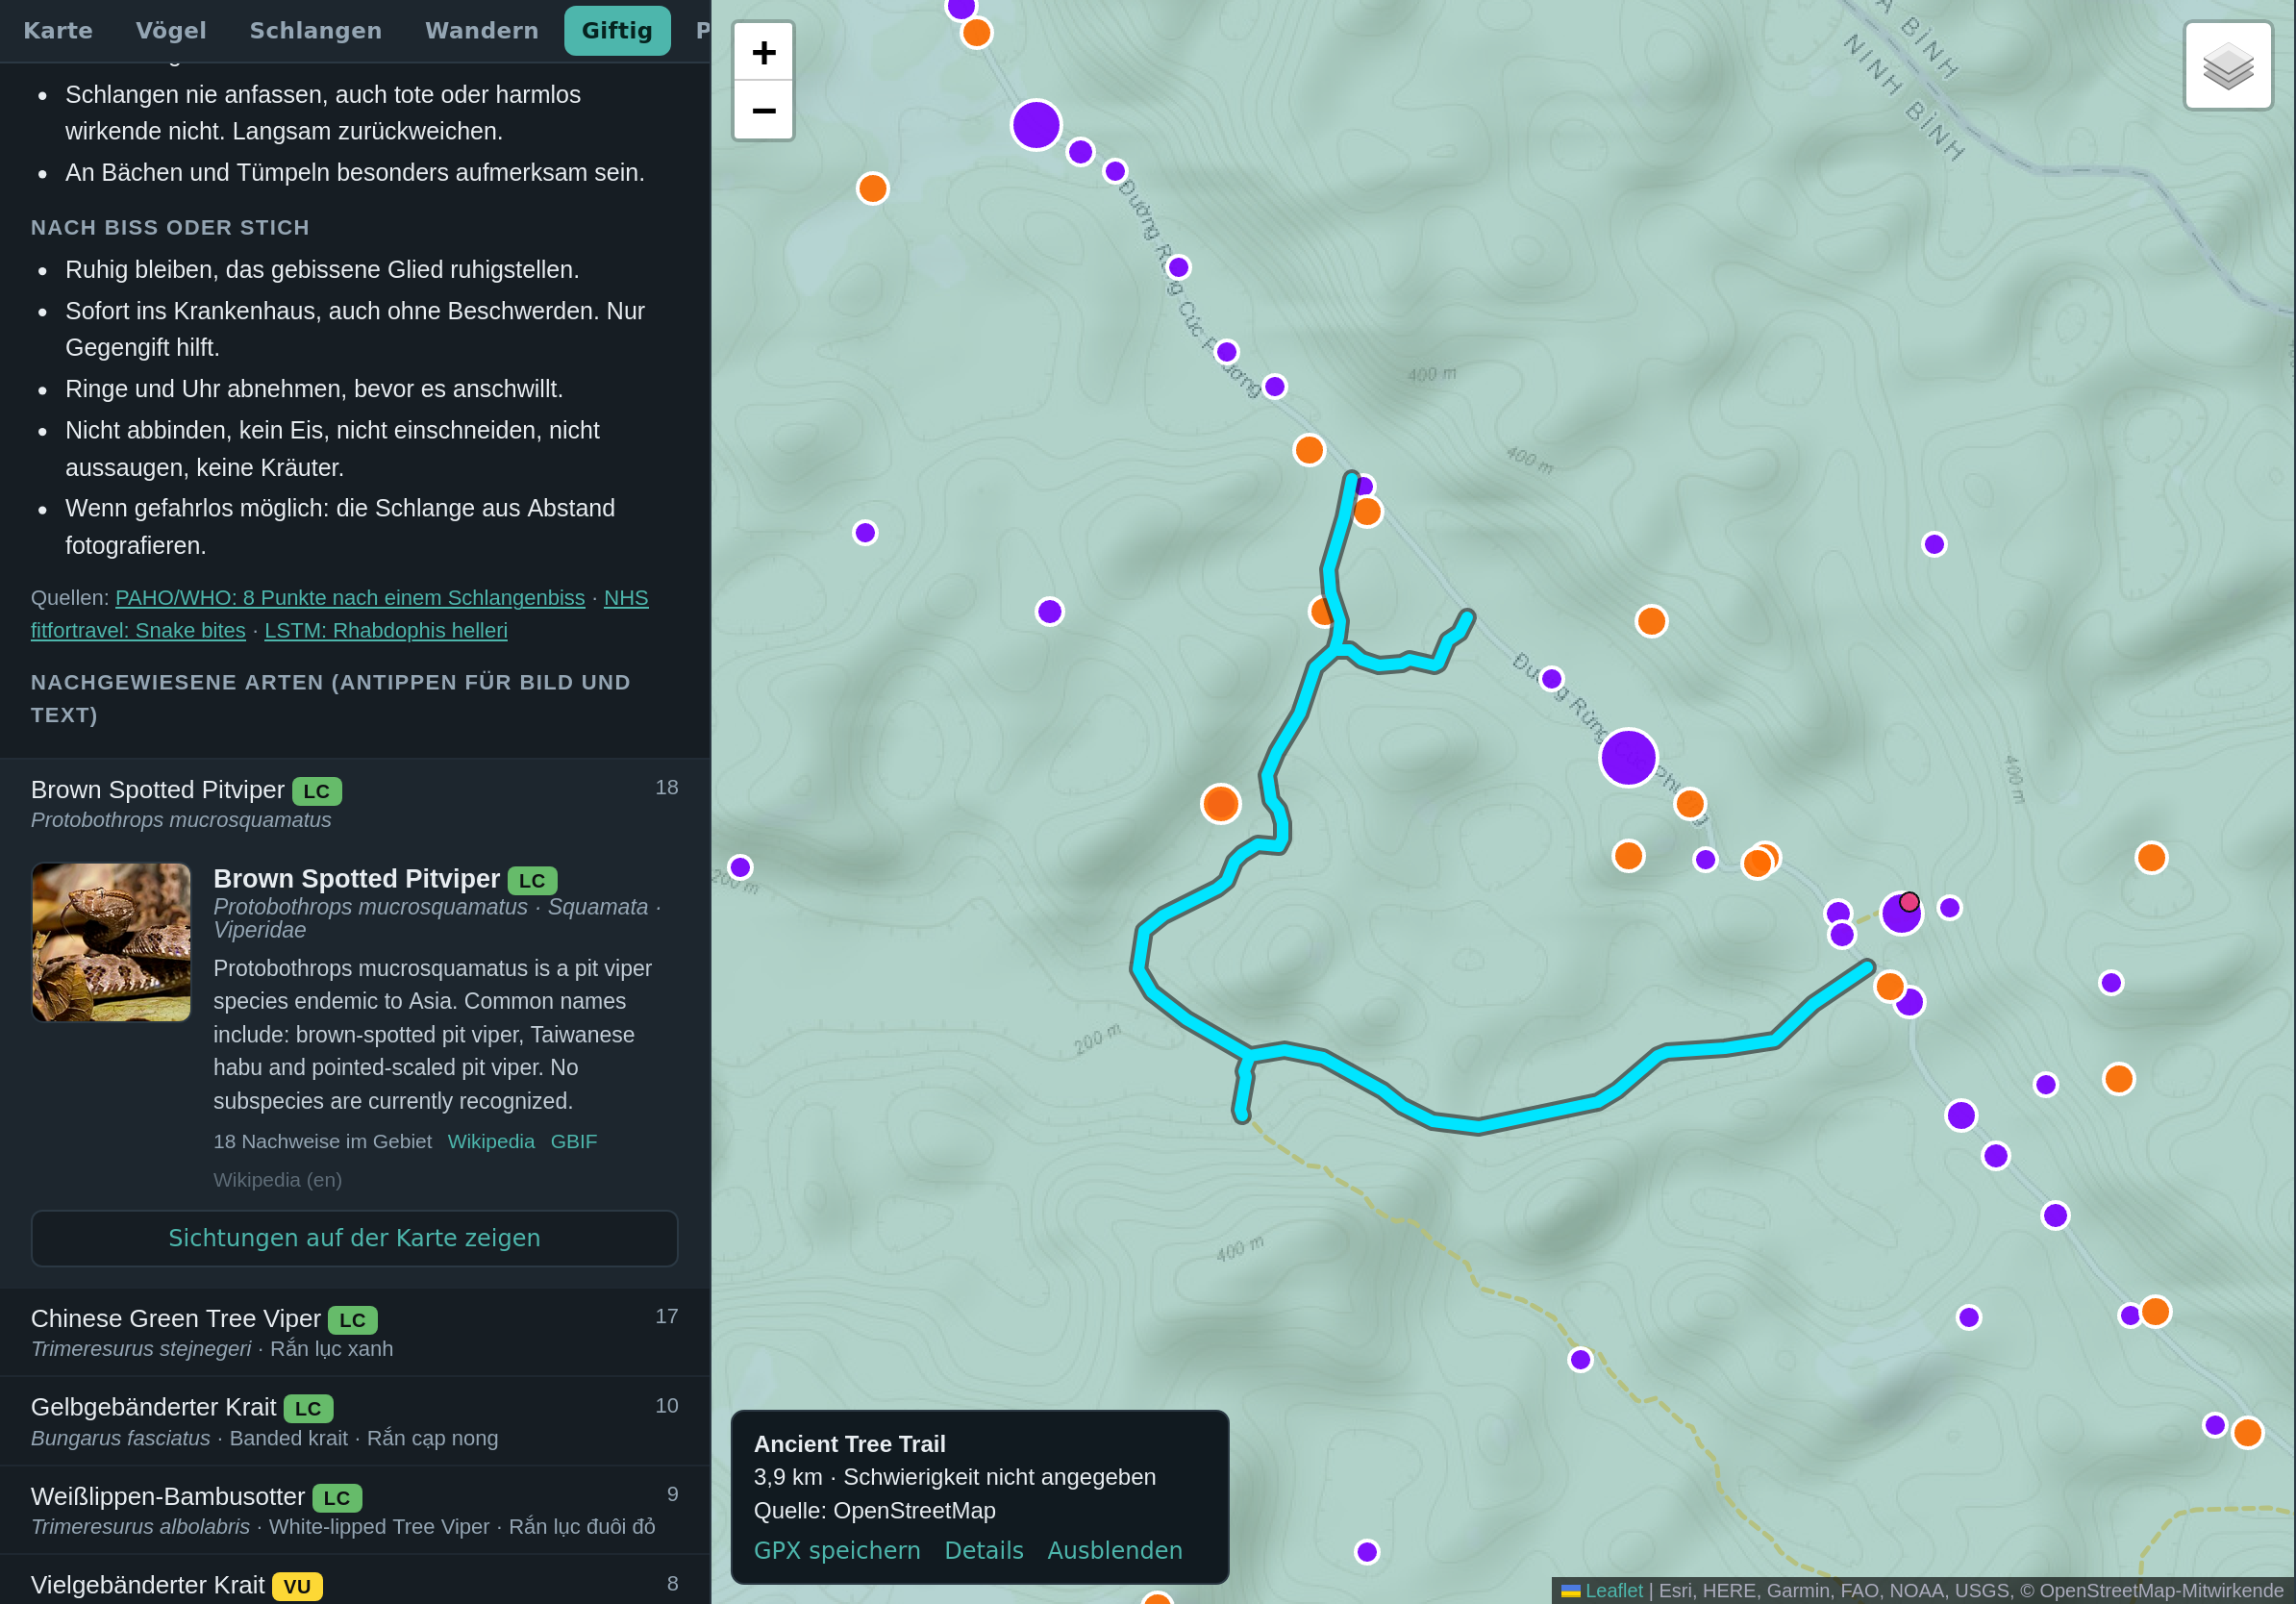 Karte Vögel Schlangen Wandern Giftig
Schlangen nie anfassen, auch tote oder harmlos
wirkende nicht. Langsam zurückweichen.
An Bächen und Tümpeln besonders aufmerksam sein.
NACH BISS ODER STICH
Ruhig bleiben, das gebissene Glied ruhigstellen.
Sofort ins Krankenhaus, auch ohne Beschwerden. Nur
Gegengift hilft.
Ringe und Uhr abnehmen, bevor es anschwillt.
Nicht abbinden, kein Eis, nicht einschneiden, nicht
aussaugen, keine Kräuter.
Wenn gefahrlos möglich: die Schlange aus Abstand
fotografieren.
Quellen: PAHO/WHO: 8 Punkte nach einem Schlangenbiss · NHS
fitfortravel: Snake bites · LSTM: Rhabdophis helleri
NACHGEWIESENE ARTEN (ANTIPPEN FÜR BILD UND
TEXT)
Brown Spotted Pitviper LC 18
Protobothrops mucrosquamatus
Brown Spotted Pitviper LC
Protobothrops mucrosquamatus · Squamata ·
Viperidae
Protobothrops mucrosquamatus is a pit viper
species endemic to Asia. Common names
include: brown-spotted pit viper, Taiwanese
habu and pointed-scaled pit viper. No
subspecies are currently recognized.
18 Nachweise im Gebiet Wikipedia GBIF
Wikipedia (en)
Sichtungen auf der Karte zeigen
Chinese Green Tree Viper LC 17
Trimeresurus stejnegeri · Rắn lục xanh
Gelbgebänderter Krait LC 10
Bungarus fasciatus · Banded krait · Rắn cạp nong
Weißlippen-Bambusotter LC 9
Trimeresurus albolabris · White-lipped Tree Viper · Rắn lục đuôi đỏ
Vielgebänderter Krait VU 8
+
−
BÌNH
NINH BÌNH
Đường
Cúc
400 m
400 m
400 m
200 m
200 m
400 m
Rừng
Ancient Tree Trail
3,9 km · Schwierigkeit nicht angegeben
Quelle: OpenStreetMap
GPX speichern Details Ausblenden
Leaflet | Esri, HERE, Garmin, FAO, NOAA, USGS, © OpenStreetMap-Mitwirkende